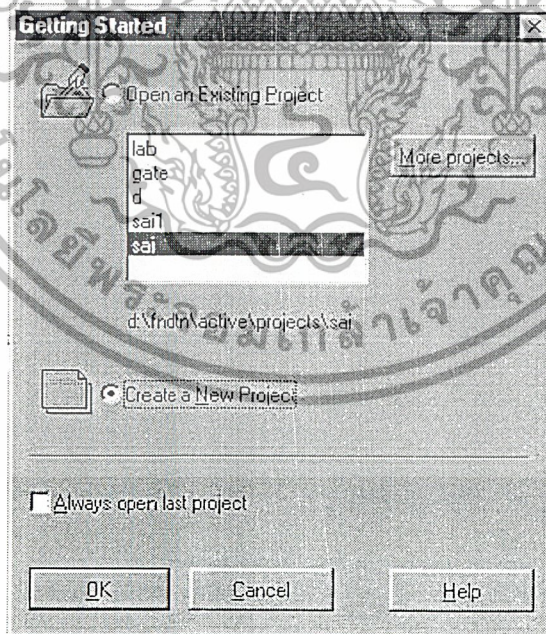 Getting Started
Open an Existing Project
lab
gate
d
sai1
sai
More projects...
d:\fndtn\active\projects\sai
Create a New Project
Always open last project
OK
Cancel
Help